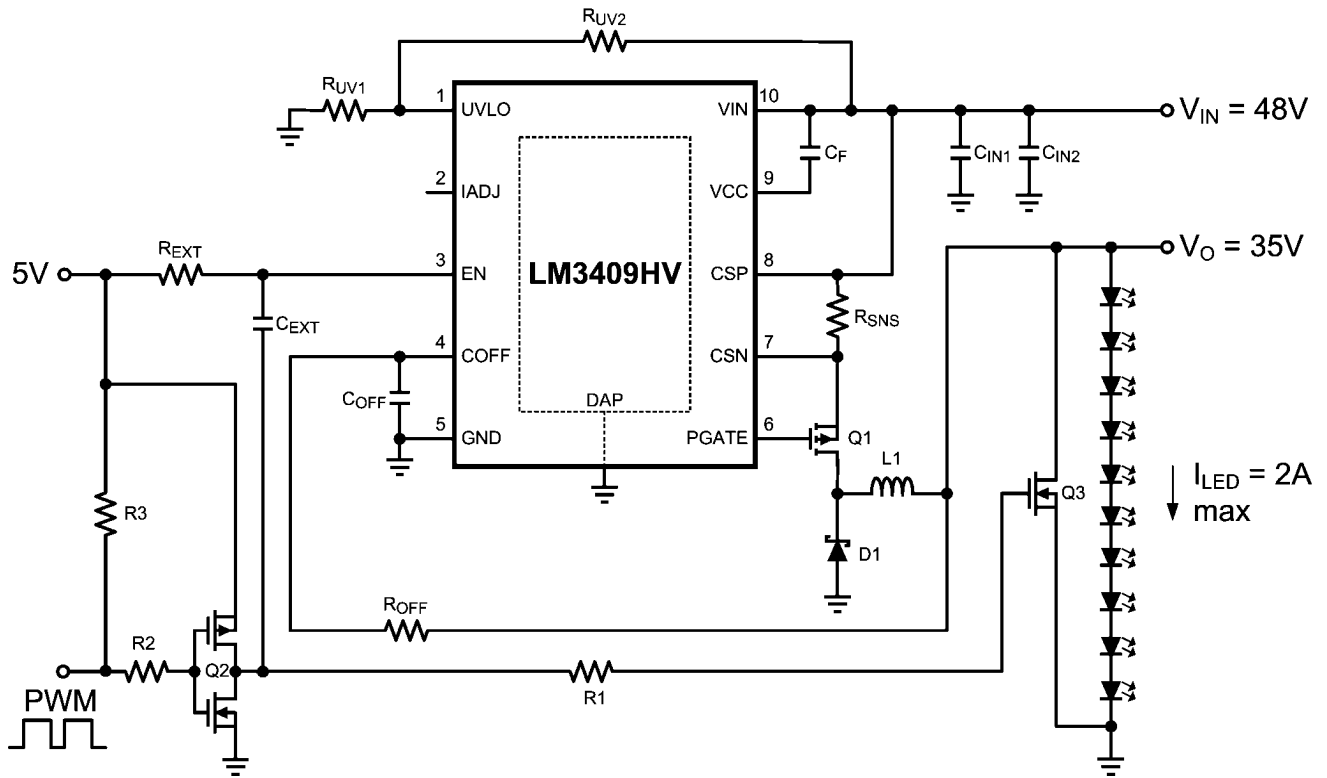 RUV2
RUV1
1 UVLO
VIN 10
VIN = 48V
CF
CIN1
CIN2
2 IADJ
VCC 9
VO = 35V
REXT
5V
3 EN
LM3409HV
CSP 8
RSNS
CEXT
4 COFF
CSN 7
COFF
DAP
5 GND
PGATE 6
Q1
L1
ILED = 2A
max
Q3
R3
D1
ROFF
R2
Q2
R1
PWM